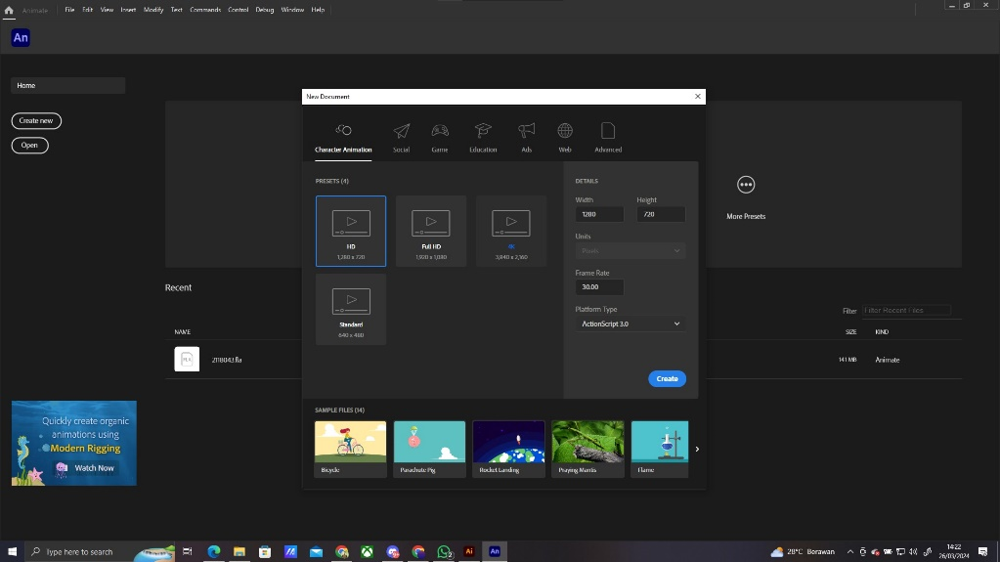 Animate File Edit View Insert Modify Text Commands Control Debug Window Help
An
Home
Create new
Open
New Document
Character Animation Social Game Education Ads Web Advanced
PRESETS (4)
HD
1,280 x 720
Full HD
1,920 x 1,080
4K
3,840 x 2,160
Standard
640 x 480
DETAILS
Width Height
1280 720
Units
Pixels
Frame Rate
30.00
Platform Type
ActionScript 3.0
Create
More Presets
Recent
Filter Filter Recent Files
NAME SIZE KIND
2118043.fla 141 MB Animate
SAMPLE FILES (14)
Bicycle Parachute Pig Rocket Landing Praying Mantis Flame
Quickly create organic
animations using
Modern Rigging
Watch Now
Type here to search
Ai An
28°C Berawan
14:22
26/03/2024